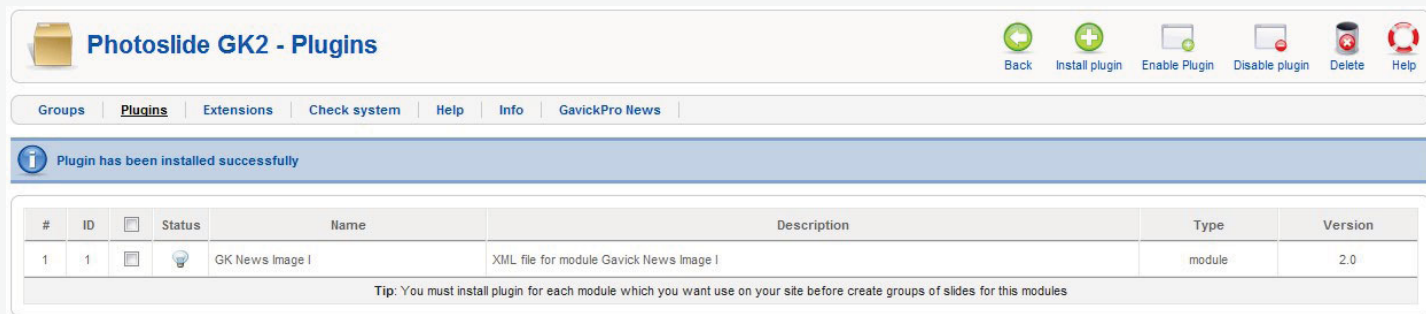 Photoslide GK2 - Plugins
Back Install plugin Enable Plugin Disable plugin Delete Help
Groups Plugins Extensions Check system Help Info GavickPro News
Plugin has been installed successfully
# ID Status Name Description Type Version
1 1 GK News Image I XML file for module Gavick News Image I module 2.0
Tip: You must install plugin for each module which you want use on your site before create groups of slides for this modules